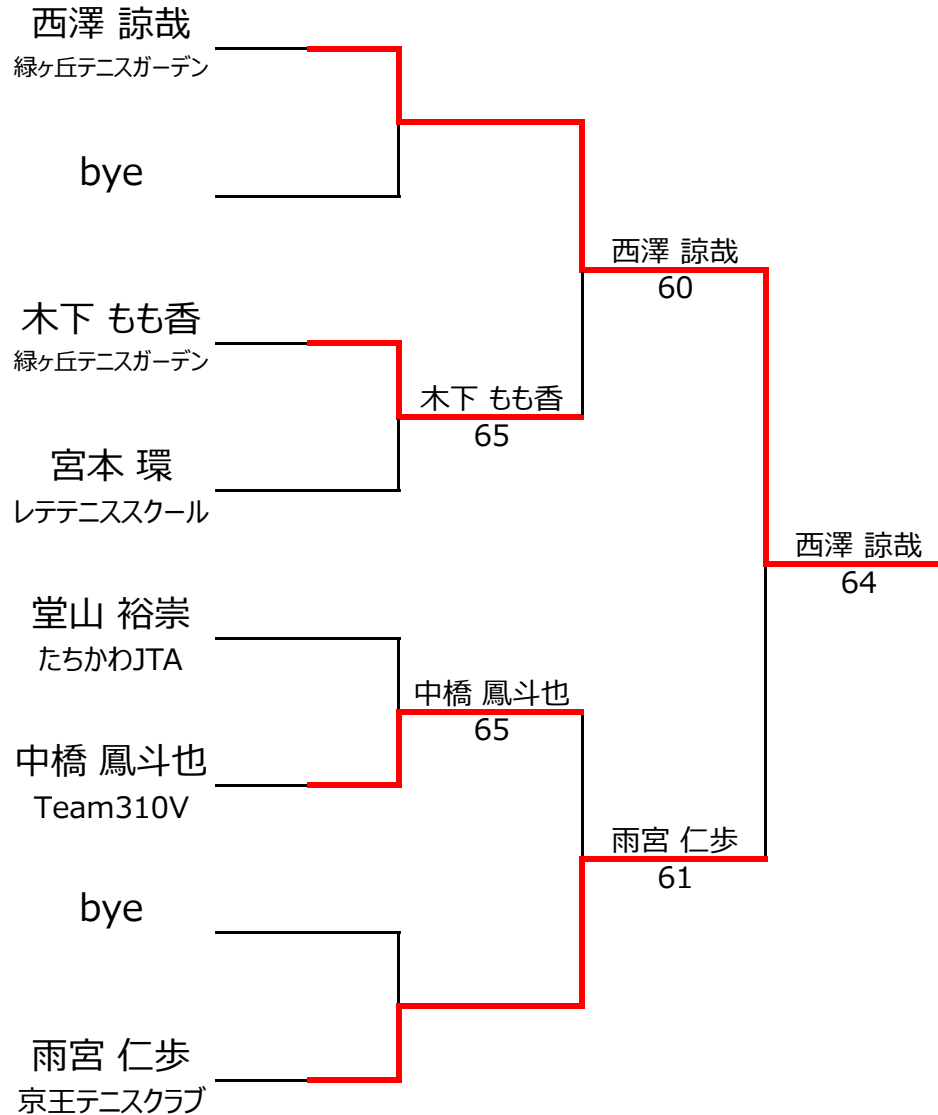 西澤 諒哉
緑ヶ丘テニスガーデン
bye
木下 もも香
緑ヶ丘テニスガーデン
宮本 環
レテテニススクール
堂山 裕崇
たちかわJTA
中橋 鳳斗也
Team310V
bye
雨宮 仁歩
京王テニスクラブ
木下 もも香
65
中橋 鳳斗也
65
西澤 諒哉
60
雨宮 仁歩
61
西澤 諒哉
64